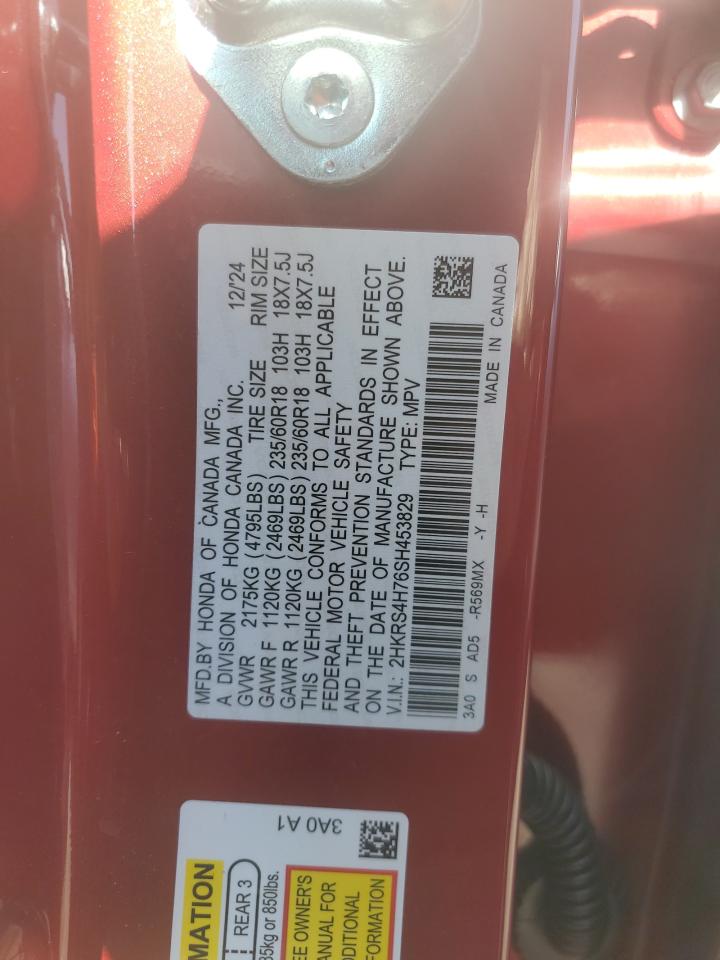 MFD.BY HONDA OF CANADA MFG., 12/'24
A DIVISION OF HONDA CANADA INC.
GVWR 2175KG (4795LBS) TIRE SIZE RIM SIZE
GAWR F 1120KG (2469LBS) 235/60R18 103H 18X7.5J
GAWR R 1120KG (2469LBS) 235/60R18 103H 18X7.5J
THIS VEHICLE CONFORMS TO ALL APPLICABLE
FEDERAL MOTOR VEHICLE SAFETY
AND THEFT PREVENTION STANDARDS IN EFFECT
ON THE DATE OF MANUFACTURE SHOWN ABOVE.
V.I.N.: 2HKRS4H76SH453829 TYPE: MPV
3A0 S AD5 -R569MX -Y -H MADE IN CANADA
3A0 A1
MATION
REAR 3
35kg or 850lbs.
EE OWNER'S
ANUAL FOR
DDITIONAL
FORMATION